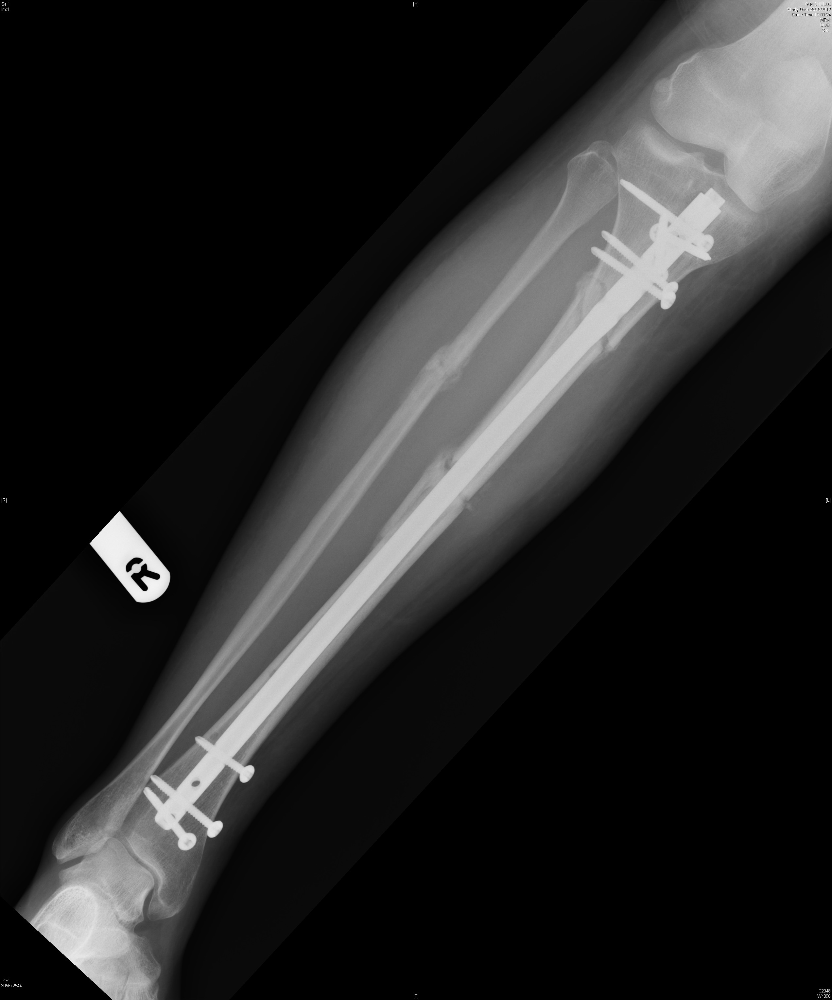 Se:1
Im:1
[H]
G.MICHELLE
Study Date:28/08/2012
Study Time:16:00:24
MRN:
DOB:
Sex:
[R]
[L]
R
KV
3056x2544
[F]
C2048
W4096